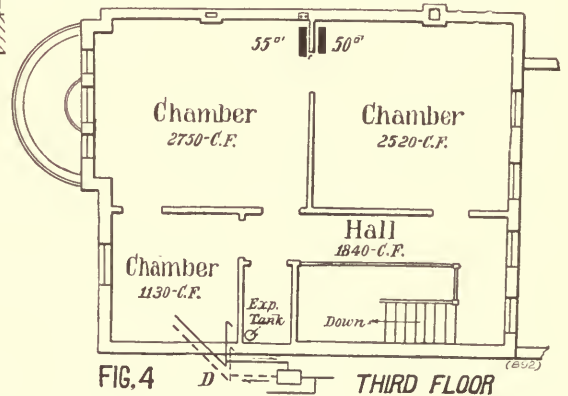 55□' 50□'
Chamber
2750-C.F.
Chamber
2520-C.F.
Hall
1840-C.F.
Chamber
1130-C.F.
Exp.
Tank
Down
(892)
FIG. 4 D THIRD FLOOR